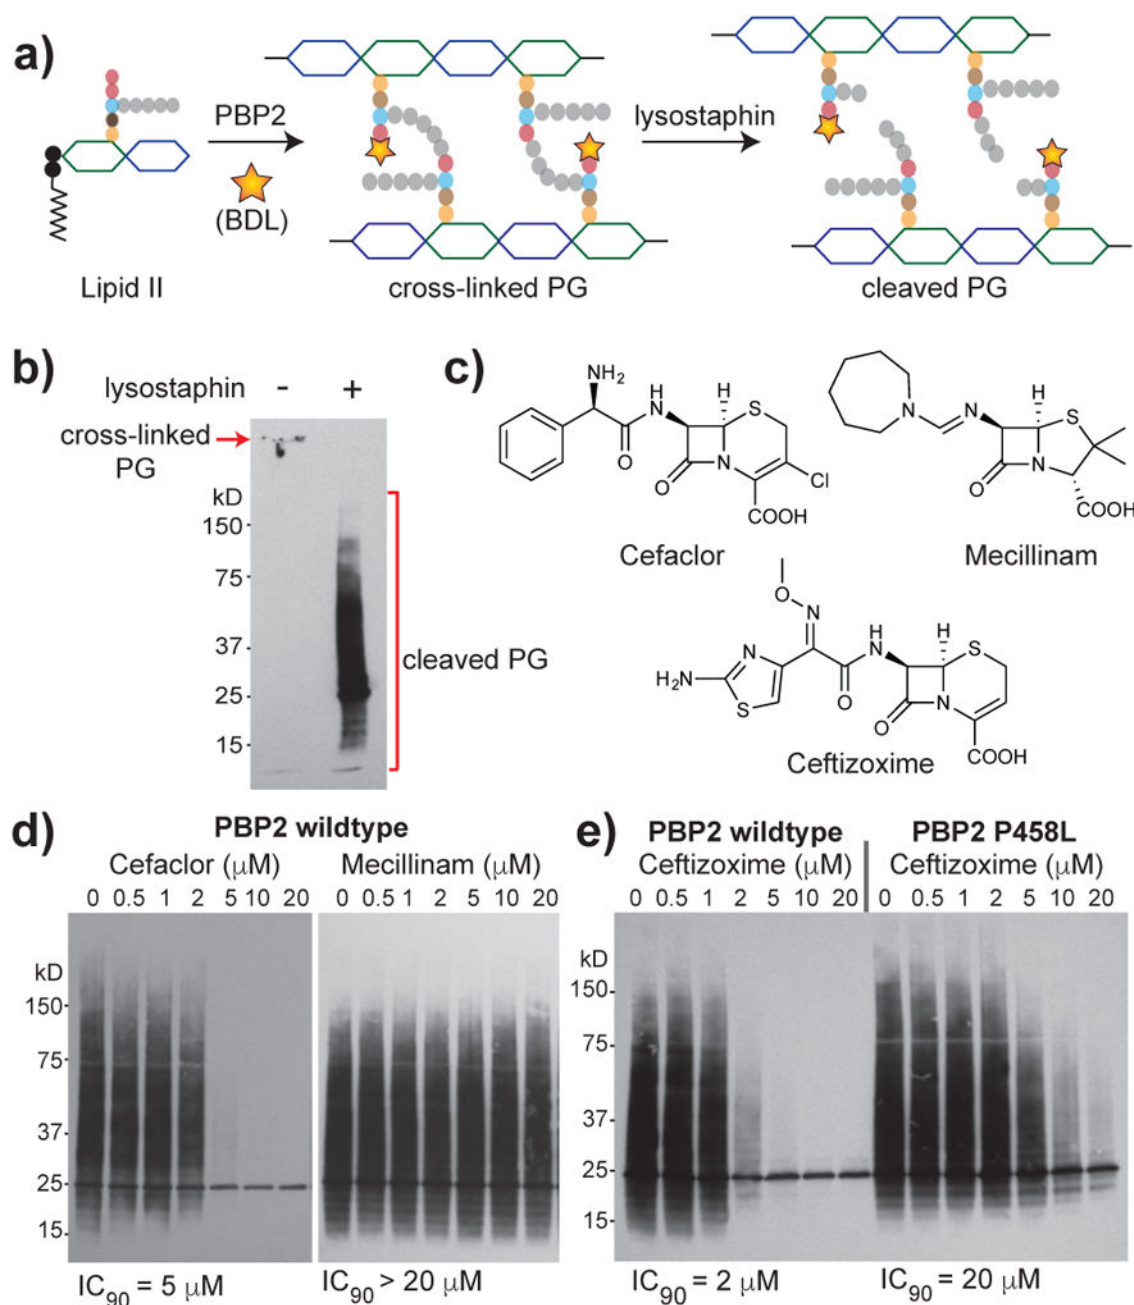 a)
PBP2
(BDL)
lysostaphin
Lipid II
cross-linked PG
cleaved PG
b)
lysostaphin - +
cross-linked
PG
kD
150
75
37
25
15
cleaved PG
c)
NH₂
H
N
H
S
O
O
N
Cl
COOH
Cefaclor
N
N
H
S
O
N
COOH
Mecillinam
O
N
H
N
H
S
H₂N
N
S
O
O
N
COOH
Ceftizoxime
d)
PBP2 wildtype
Cefaclor (μM) Mecillinam (μM)
0 0.5 1 2 5 10 20 0 0.5 1 2 5 10 20
kD
150
75
37
25
15
IC₉₀ = 5 μM IC₉₀ > 20 μM
e)
PBP2 wildtype PBP2 P458L
Ceftizoxime (μM) Ceftizoxime (μM)
0 0.5 1 2 5 10 20 0 0.5 1 2 5 10 20
kD
150
75
37
25
15
IC₉₀ = 2 μM IC₉₀ = 20 μM